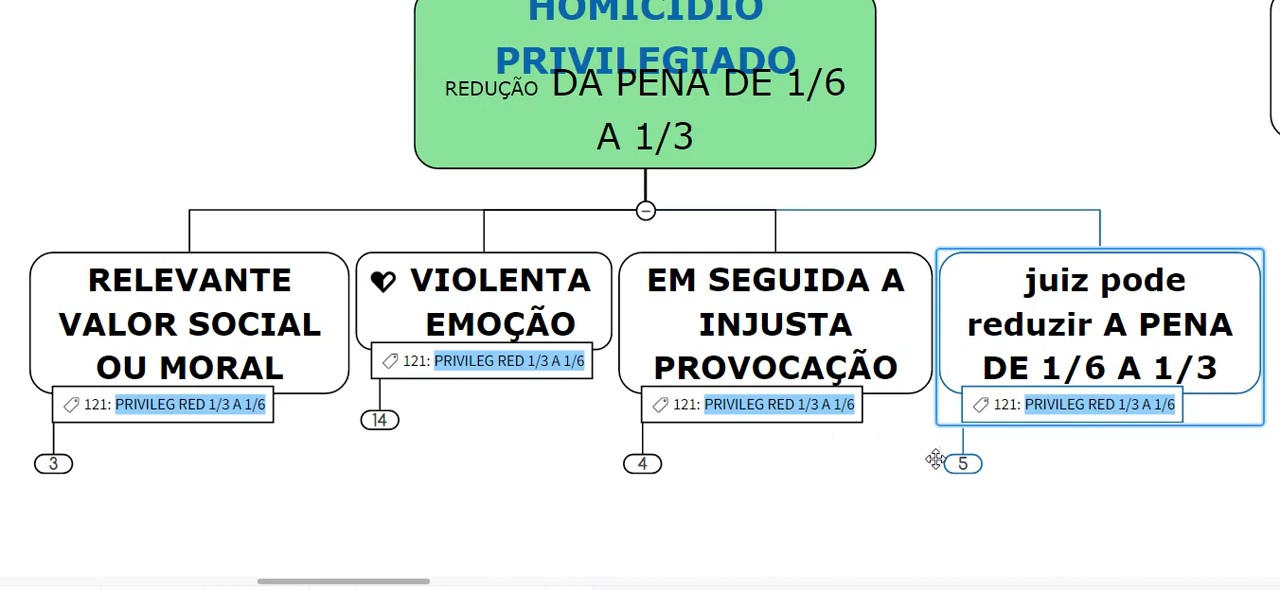 HOMICÍDIO
PRIVILEGIADO
REDUÇÃO DA PENA DE 1/6
A 1/3
RELEVANTE
VALOR SOCIAL
OU MORAL
121: PRIVILEG RED 1/3 A 1/6
3
VIOLENTA
EMOÇÃO
121: PRIVILEG RED 1/3 A 1/6
14
EM SEGUIDA A
INJUSTA
PROVOCAÇÃO
121: PRIVILEG RED 1/3 A 1/6
4
juiz pode
reduzir A PENA
DE 1/6 A 1/3
121: PRIVILEG RED 1/3 A 1/6
5